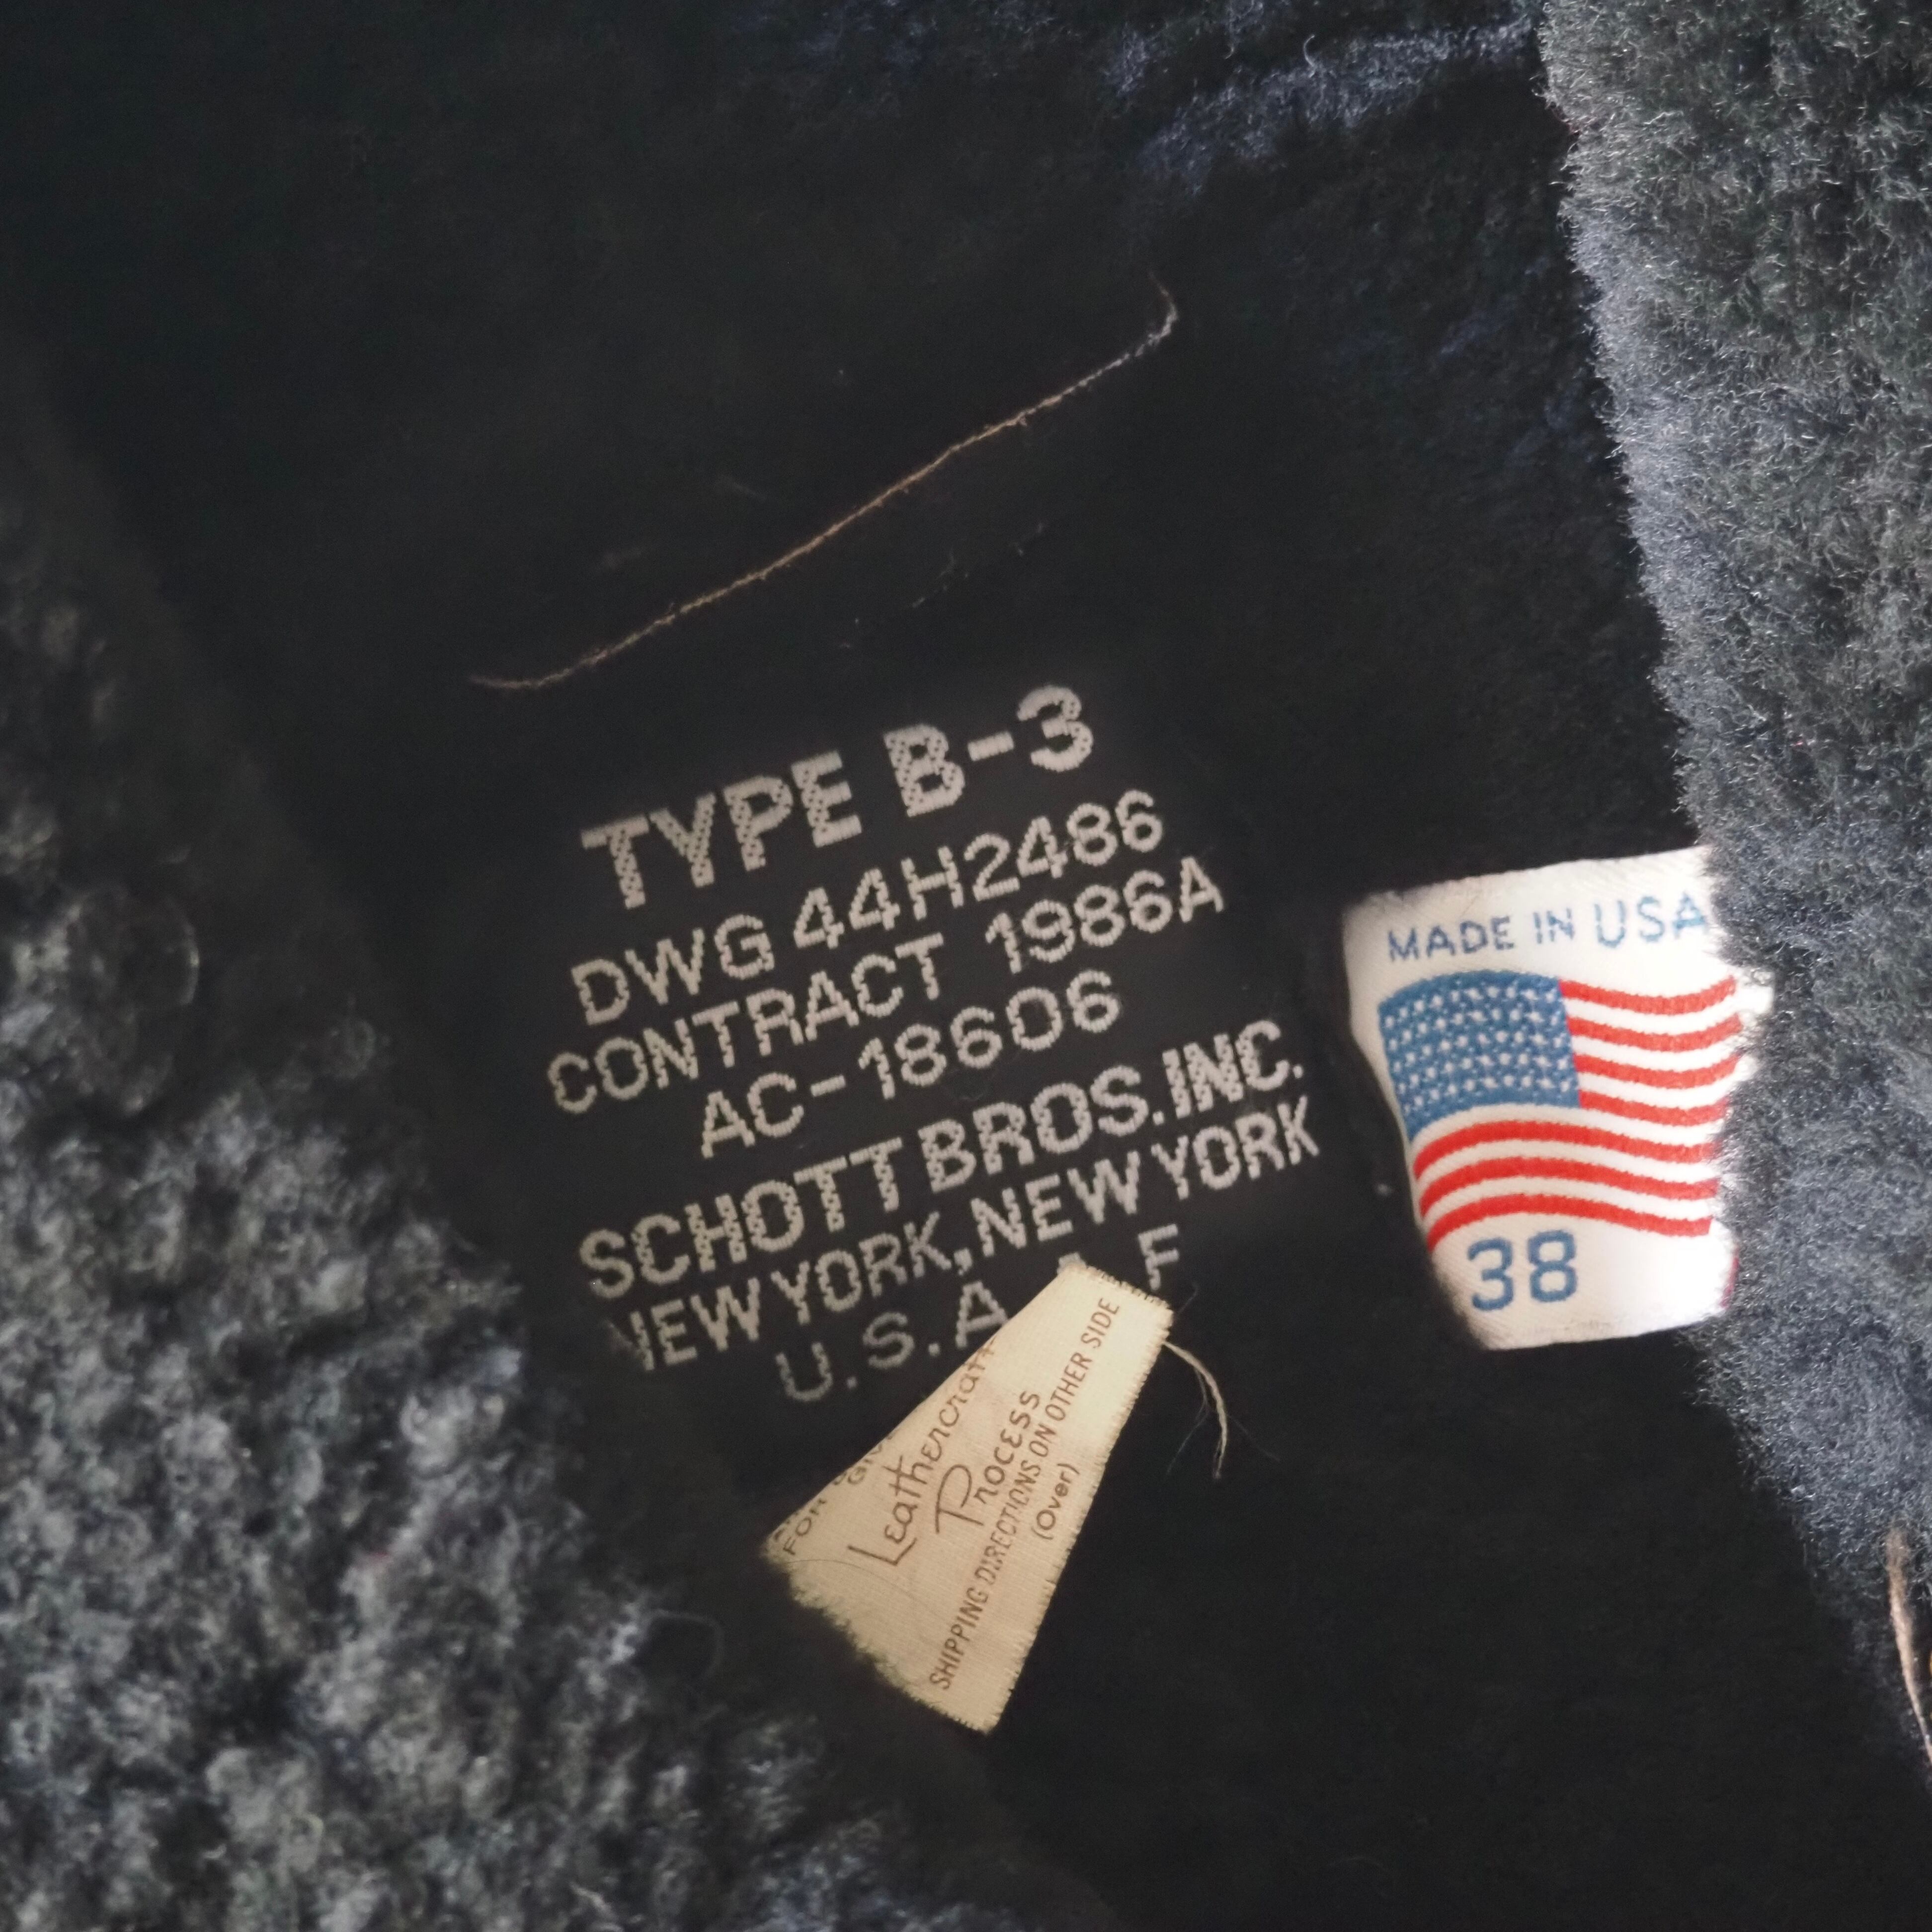 TYPE B-3
DWG 44H2486
CONTRACT 1986A
AC-18606
SCHOTT BROS. INC.
NEW YORK, NEW YORK
U.S.A. F
MADE IN USA
38
FOR
Leathercraft
Process
SHIPPING DIRECTIONS ON OTHER SIDE
(Over)